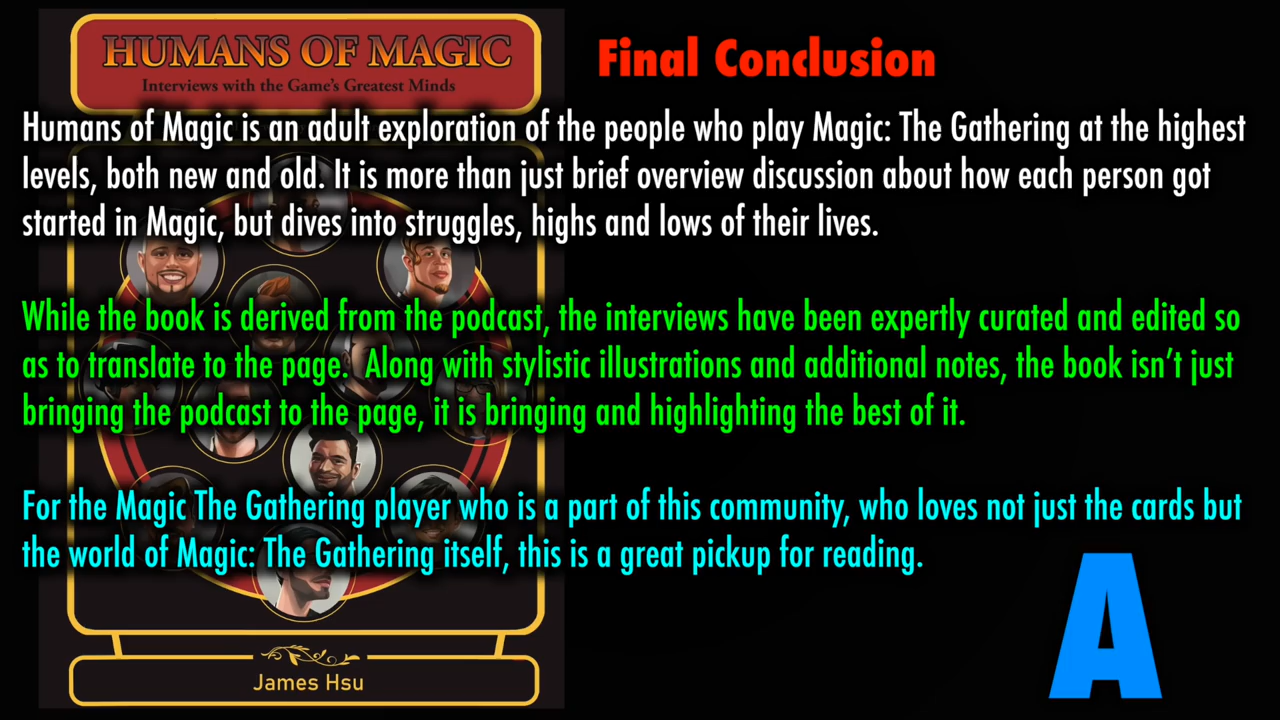 HUMANS OF MAGIC
Interviews with the Game's Greatest Minds
Final Conclusion
Humans of Magic is an adult exploration of the people who play Magic: The Gathering at the highest
levels, both new and old. It is more than just brief overview discussion about how each person got
started in Magic, but dives into struggles, highs and lows of their lives.
While the book is derived from the podcast, the interviews have been expertly curated and edited so
as to translate to the page. Along with stylistic illustrations and additional notes, the book isn't just
bringing the podcast to the page, it is bringing and highlighting the best of it.
For the Magic The Gathering player who is a part of this community, who loves not just the cards but
the world of Magic: The Gathering itself, this is a great pickup for reading.
A
James Hsu